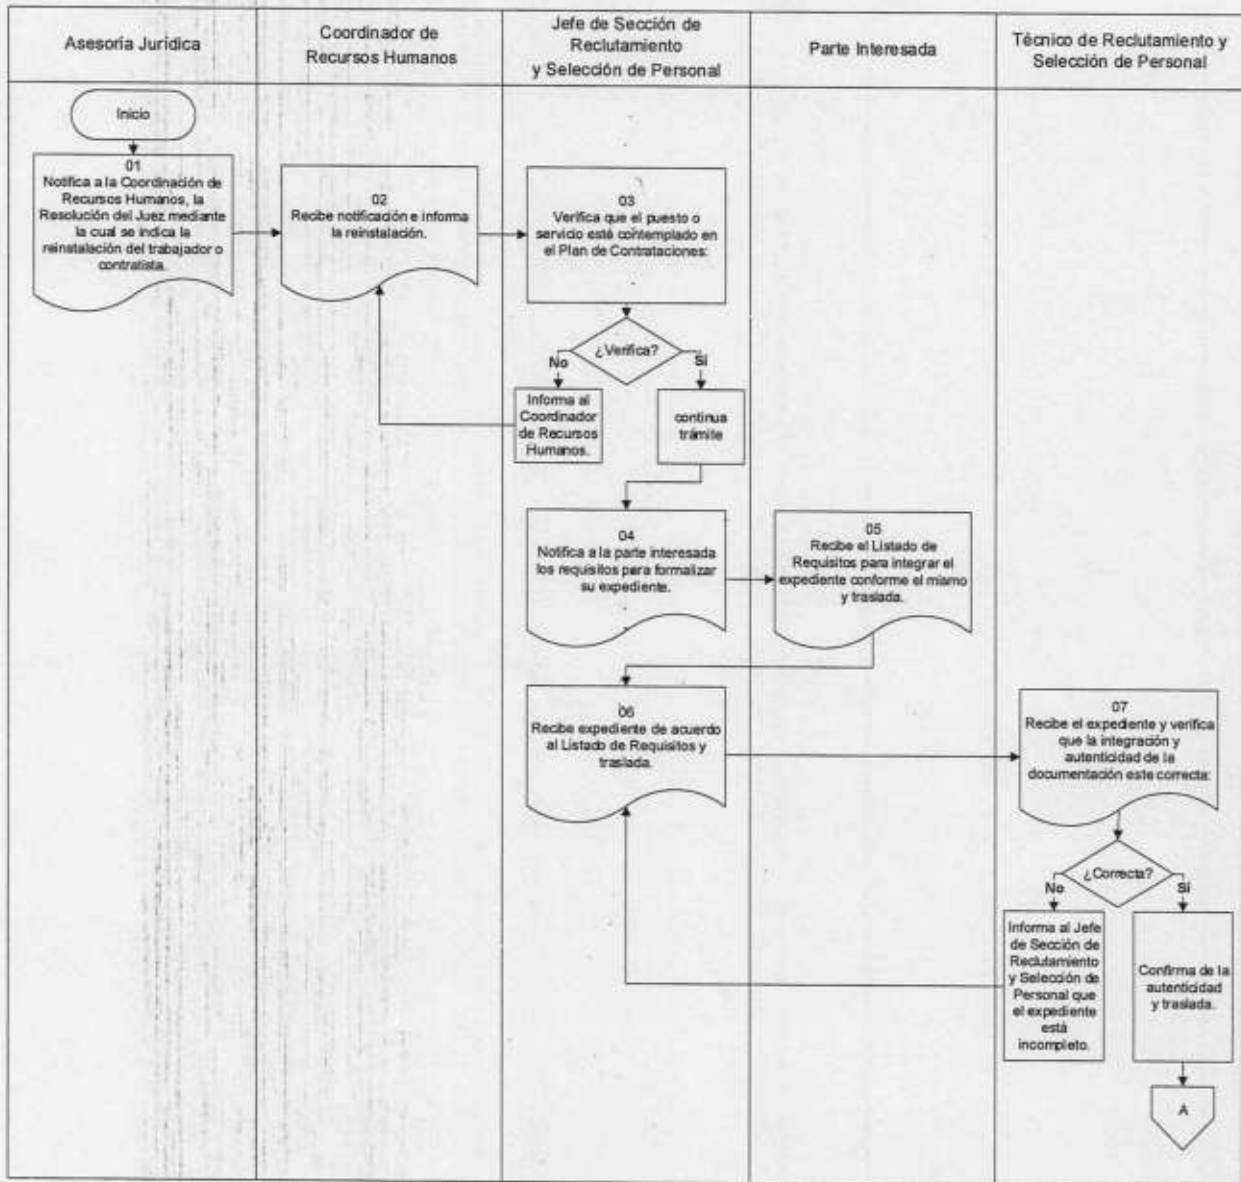 Asesoría Jurídica
Coordinador de
Recursos Humanos
Jefe de Sección de
Reclutamiento
y Selección de Personal
Parte Interesada
Técnico de Reclutamiento y
Selección de Personal
Inicio
01
Notifica a la Coordinación de
Recursos Humanos, la
Resolución del Juez mediante
la cual se indica la
reinstalación del trabajador o
contratista.
02
Recibe notificación e informa
la reinstalación.
03
Verifica que el puesto o
servicio esté contemplado en
el Plan de Contrataciones:
¿Verifica?
No
Sí
Informa al
Coordinador
de Recursos
Humanos.
continua
trámite
04
Notifica a la parte interesada
los requisitos para formalizar
su expediente.
05
Recibe el Listado de
Requisitos para integrar el
expediente conforme el mismo
y traslada.
06
Recibe expediente de acuerdo
al Listado de Requisitos y
traslada.
07
Recibe el expediente y verifica
que la integración y
autenticidad de la
documentación este correcta:
¿Correcta?
No
Sí
Informa al Jefe
de Sección de
Reclutamiento
y Selección de
Personal que
el expediente
está
incompleto.
Confirma de la
autenticidad
y traslada.
A